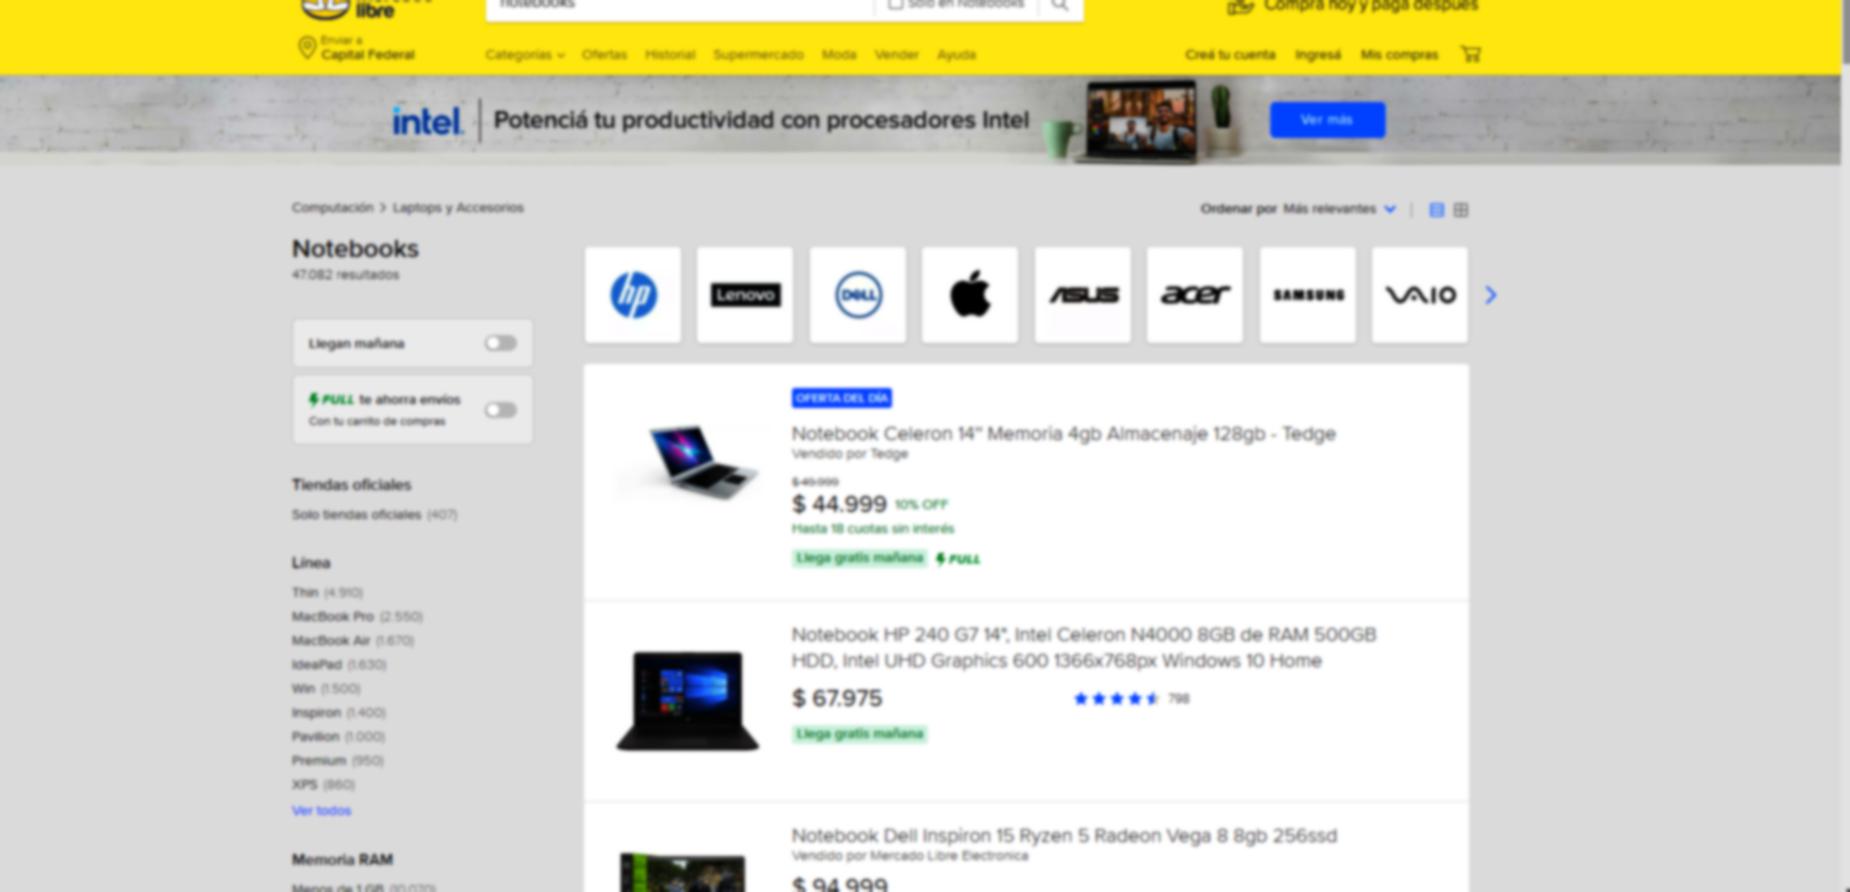 libre
notebooks
Solo en Notebooks
Comprá hoy y pagá después
Enviar a
Capital Federal
Categorías
Ofertas
Historial
Supermercado
Moda
Vender
Ayuda
Creá tu cuenta
Ingresá
Mis compras
intel.
Potenciá tu productividad con procesadores Intel
Ver más
Computación > Laptops y Accesorios
Ordenar por Más relevantes
Notebooks
47.082 resultados
hp
Lenovo
DELL
ASUS
acer
SAMSUNG
VAIO
Llegan mañana
FULL te ahorra envíos
Con tu carrito de compras
Tiendas oficiales
Solo tiendas oficiales (407)
Línea
Thin (4.910)
MacBook Pro (2.550)
MacBook Air (1.670)
IdeaPad (1.630)
Win (1.500)
Inspiron (1.400)
Pavilion (1.000)
Premium (950)
XPS (860)
Ver todos
Memoria RAM
Menos de 1 GB (10.070)
OFERTA DEL DÍA
Notebook Celeron 14'' Memoria 4gb Almacenaje 128gb - Tedge
Vendido por Tedge
$ 49.999
$ 44.999 10% OFF
Hasta 18 cuotas sin interés
Llega gratis mañana FULL
Notebook HP 240 G7 14", Intel Celeron N4000 8GB de RAM 500GB
HDD, Intel UHD Graphics 600 1366x768px Windows 10 Home
$ 67.975
798
Llega gratis mañana
Notebook Dell Inspiron 15 Ryzen 5 Radeon Vega 8 8gb 256ssd
Vendido por Mercado Libre Electronica
$ 94.999